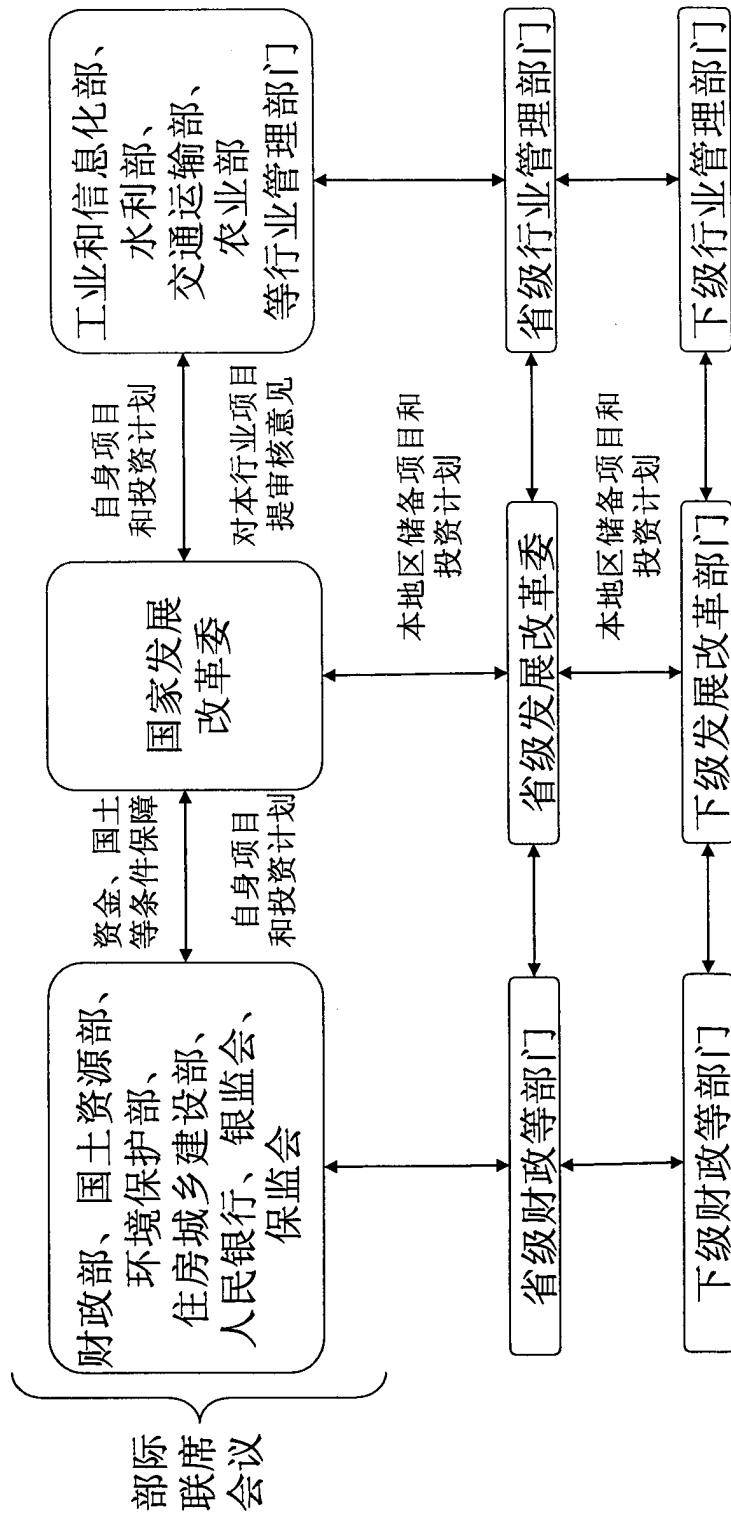 部际
联席
会议
财政部、国土资源部、
环境保护部、
住房城乡建设部、
人民银行、银监会、
保监会
资金、国土
等条件保障
自身项目
和投资计划
国家发展
改革委
自身项目
和投资计划
对本行业项目
提审核意见
工业和信息化部、
水利部、
交通运输部、
农业部
等行业管理部门
本地区储备项目和
投资计划
省级财政等部门
省级发展改革委
省级行业管理部门
本地区储备项目和
投资计划
下级财政等部门
下级发展改革部门
下级行业管理部门